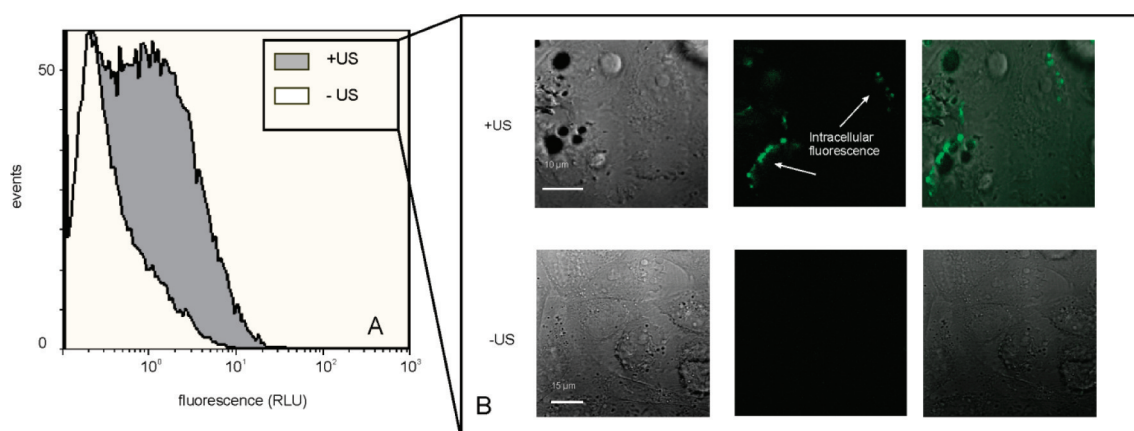 50
0
events
10⁰
10¹
10²
10³
fluorescence (RLU)
+US
- US
A
B
+US
10 µm
Intracellular
fluorescence
-US
15 µm